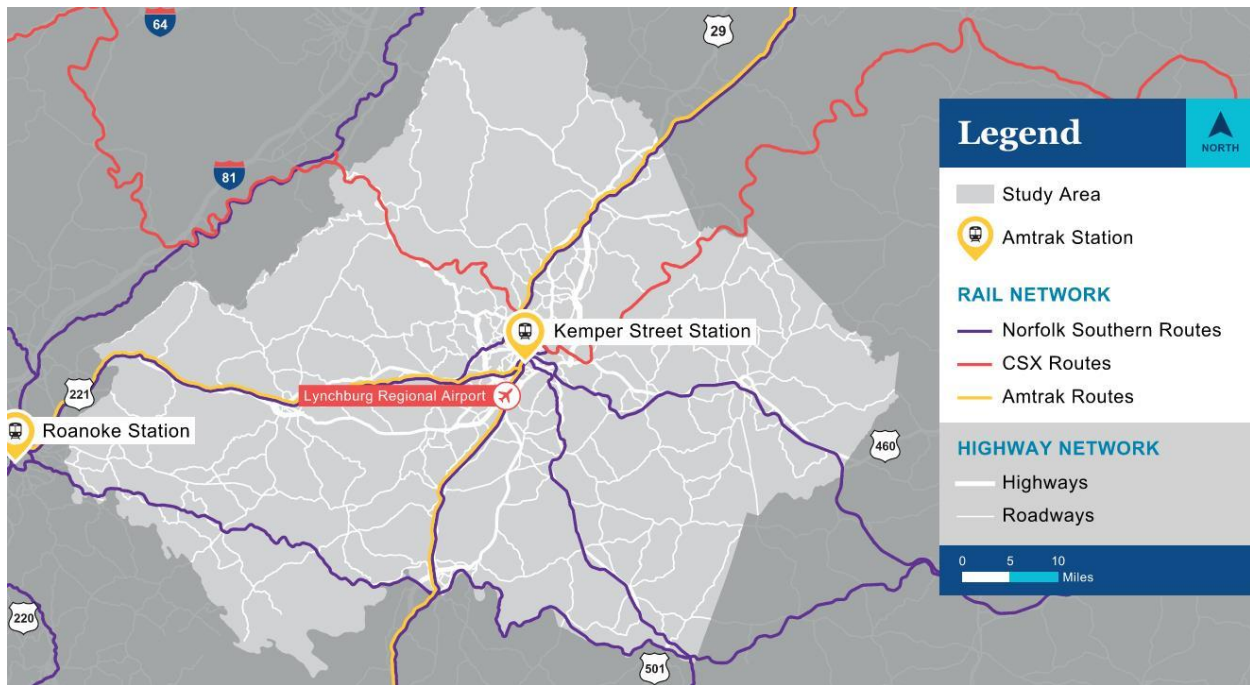 64
29
81
Kemper Street Station
221
Lynchburg Regional Airport
Roanoke Station
460
220
501
Legend
NORTH
Study Area
Amtrak Station
RAIL NETWORK
Norfolk Southern Routes
CSX Routes
Amtrak Routes
HIGHWAY NETWORK
Highways
Roadways
0 5 10
Miles